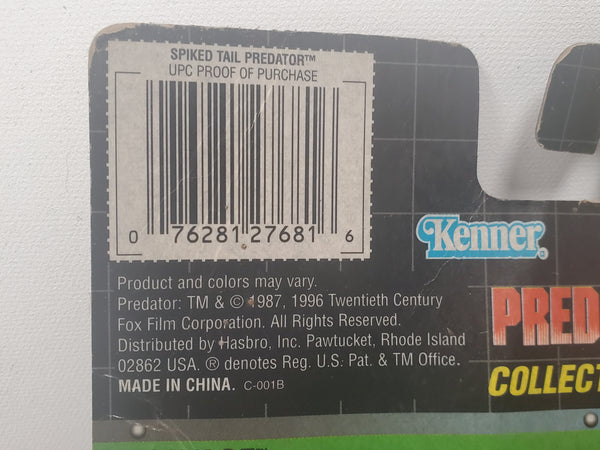 SPIKED TAIL PREDATOR™
UPC PROOF OF PURCHASE
0 76281 27681 6
Kenner®
Product and colors may vary.
Predator: TM & © 1987, 1996 Twentieth Century
Fox Film Corporation. All Rights Reserved.
Distributed by Hasbro, Inc. Pawtucket, Rhode Island
02862 USA. ® denotes Reg. U.S. Pat. & TM Office.
MADE IN CHINA. C-001B
PRED
COLLECT